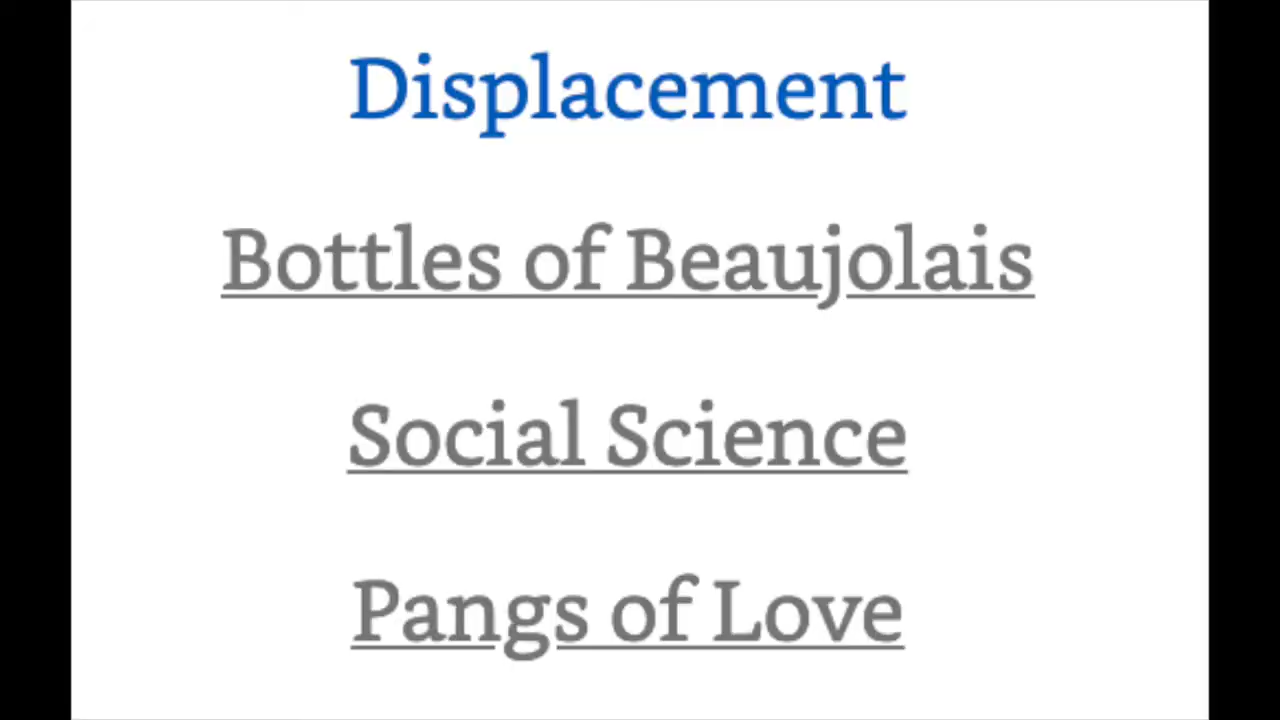 Displacement
Bottles of Beaujolais
Social Science
Pangs of Love